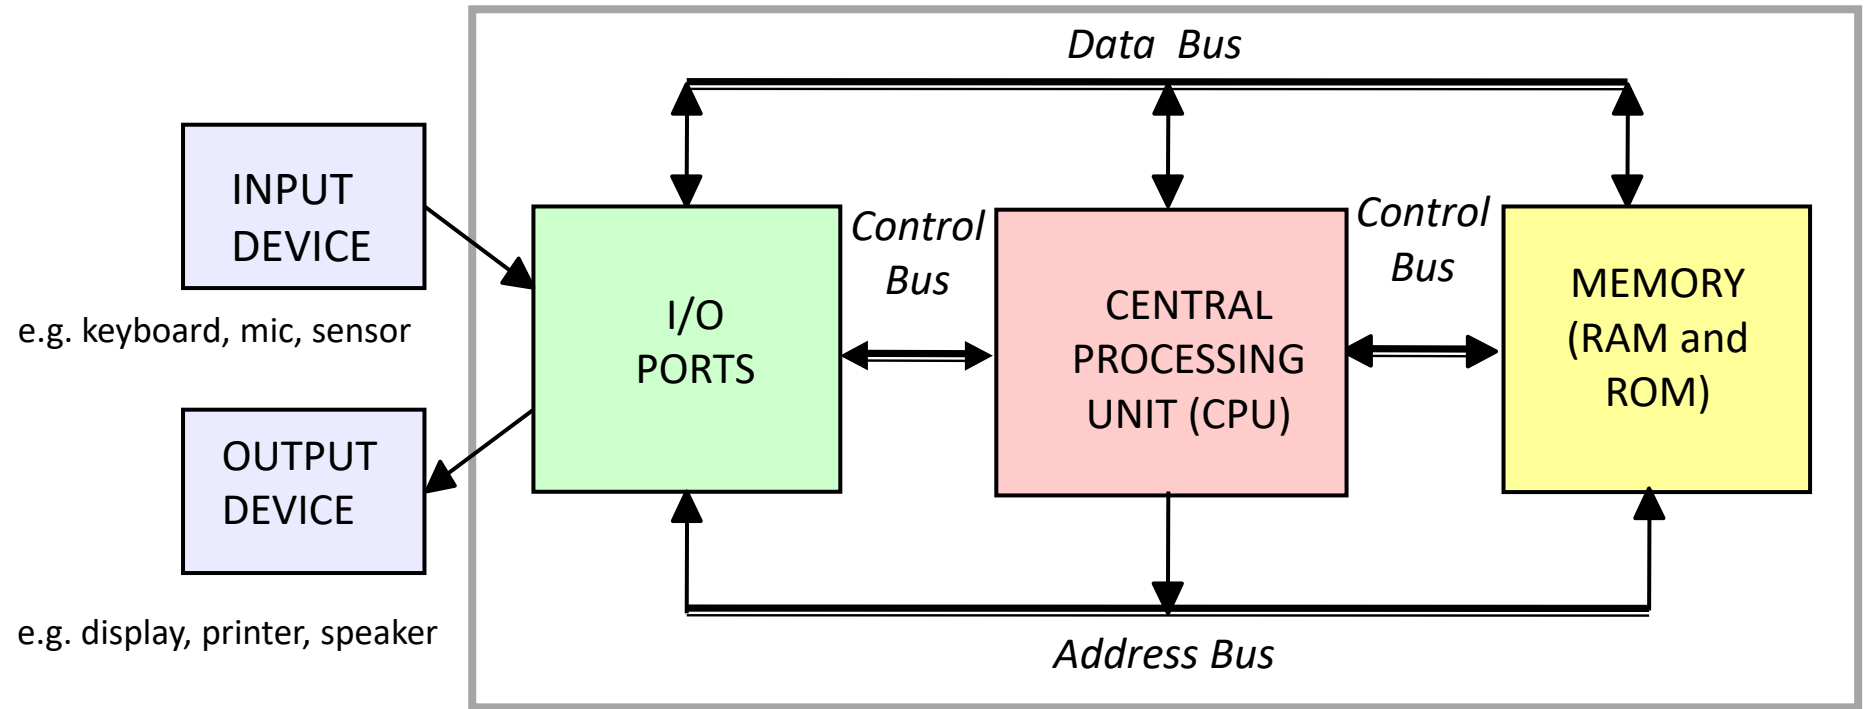 Data Bus
INPUT
DEVICE
e.g. keyboard, mic, sensor
OUTPUT
DEVICE
e.g. display, printer, speaker
I/O
PORTS
Control
Bus
CENTRAL
PROCESSING
UNIT (CPU)
Control
Bus
MEMORY
(RAM and
ROM)
Address Bus